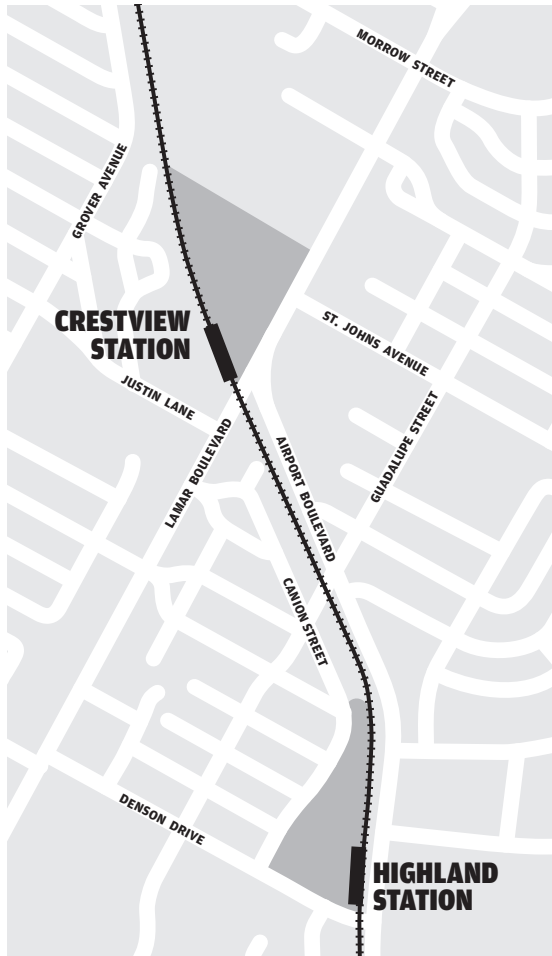 MORROW STREET
GROVER AVENUE
CRESTVIEW
STATION
ST. JOHNS AVENUE
JUSTIN LANE
GUADALUPE STREET
LAMAR BOULEVARD
AIRPORT BOULEVARD
CANION STREET
DENSON DRIVE
HIGHLAND
STATION